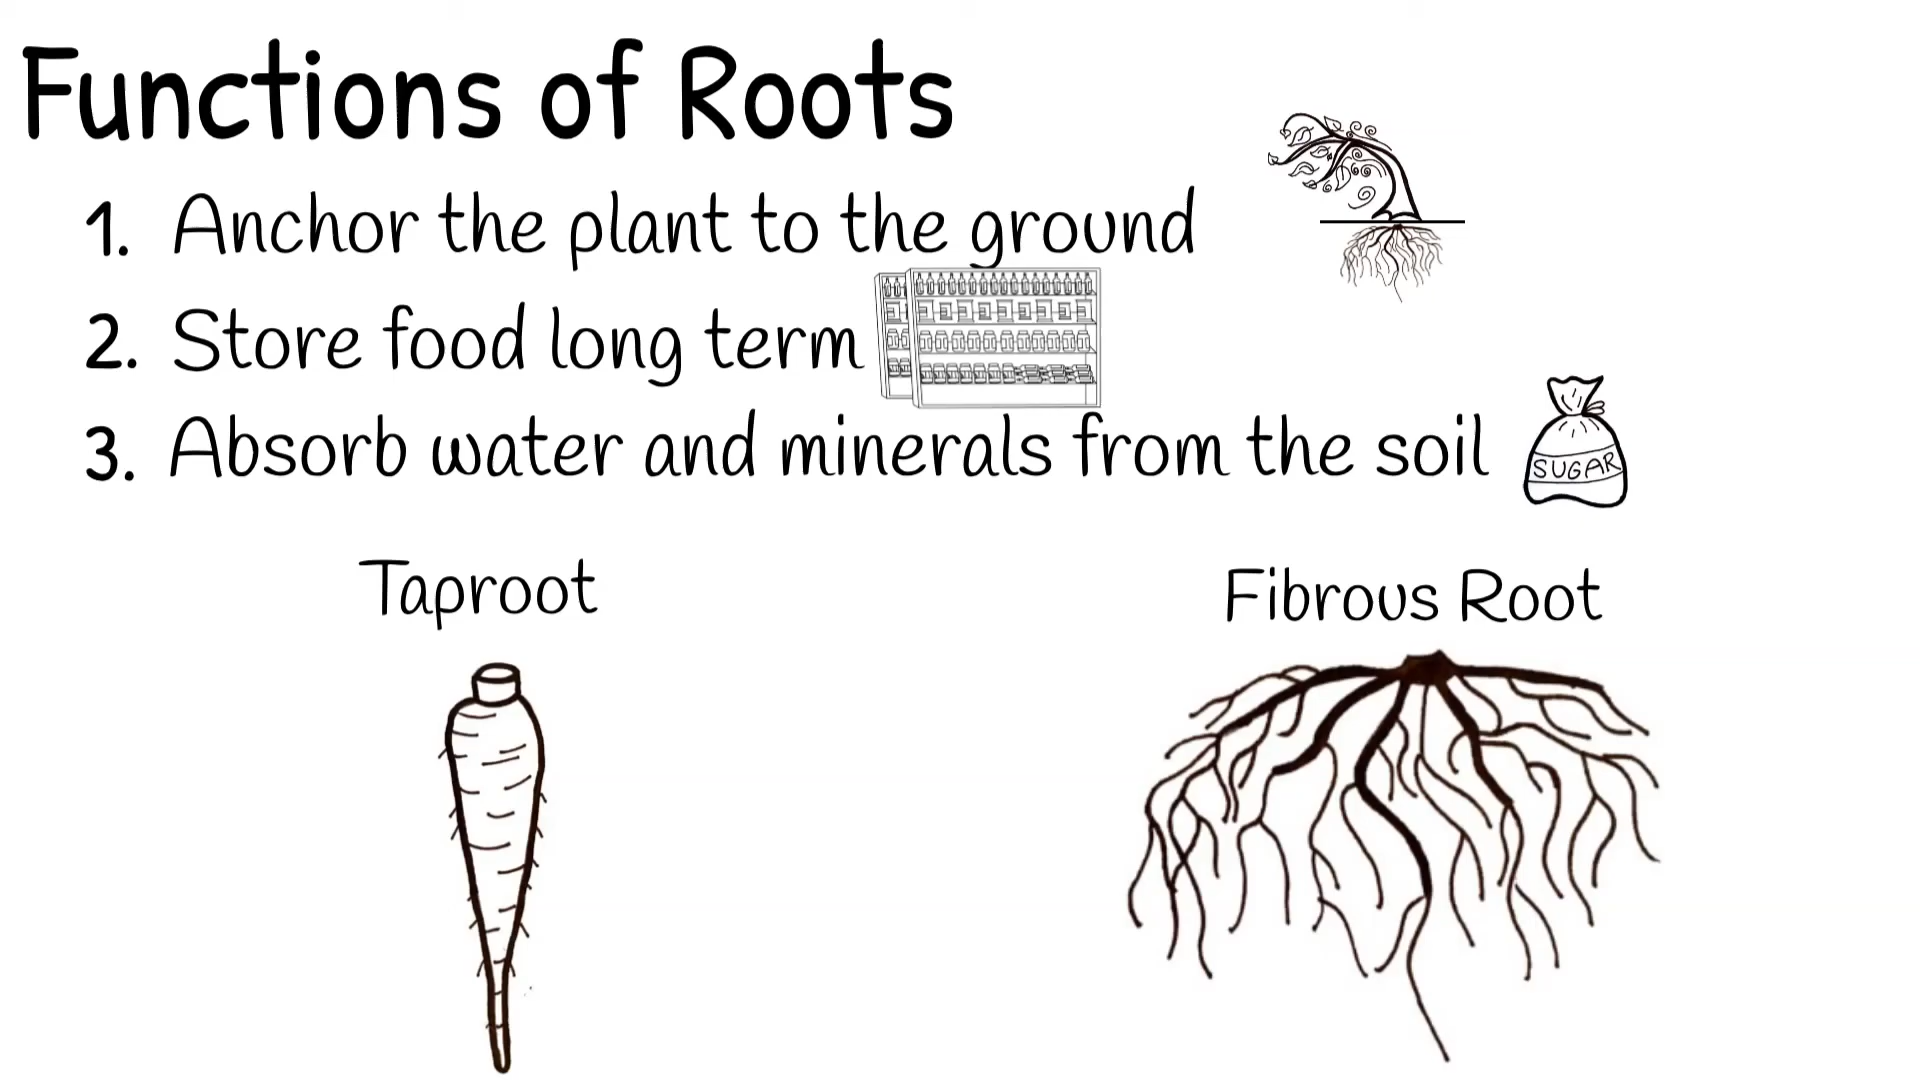 Functions of Roots
1. Anchor the plant to the ground
2. Store food long term
3. Absorb water and minerals from the soil
SUGAR
Taproot
Fibrous Root